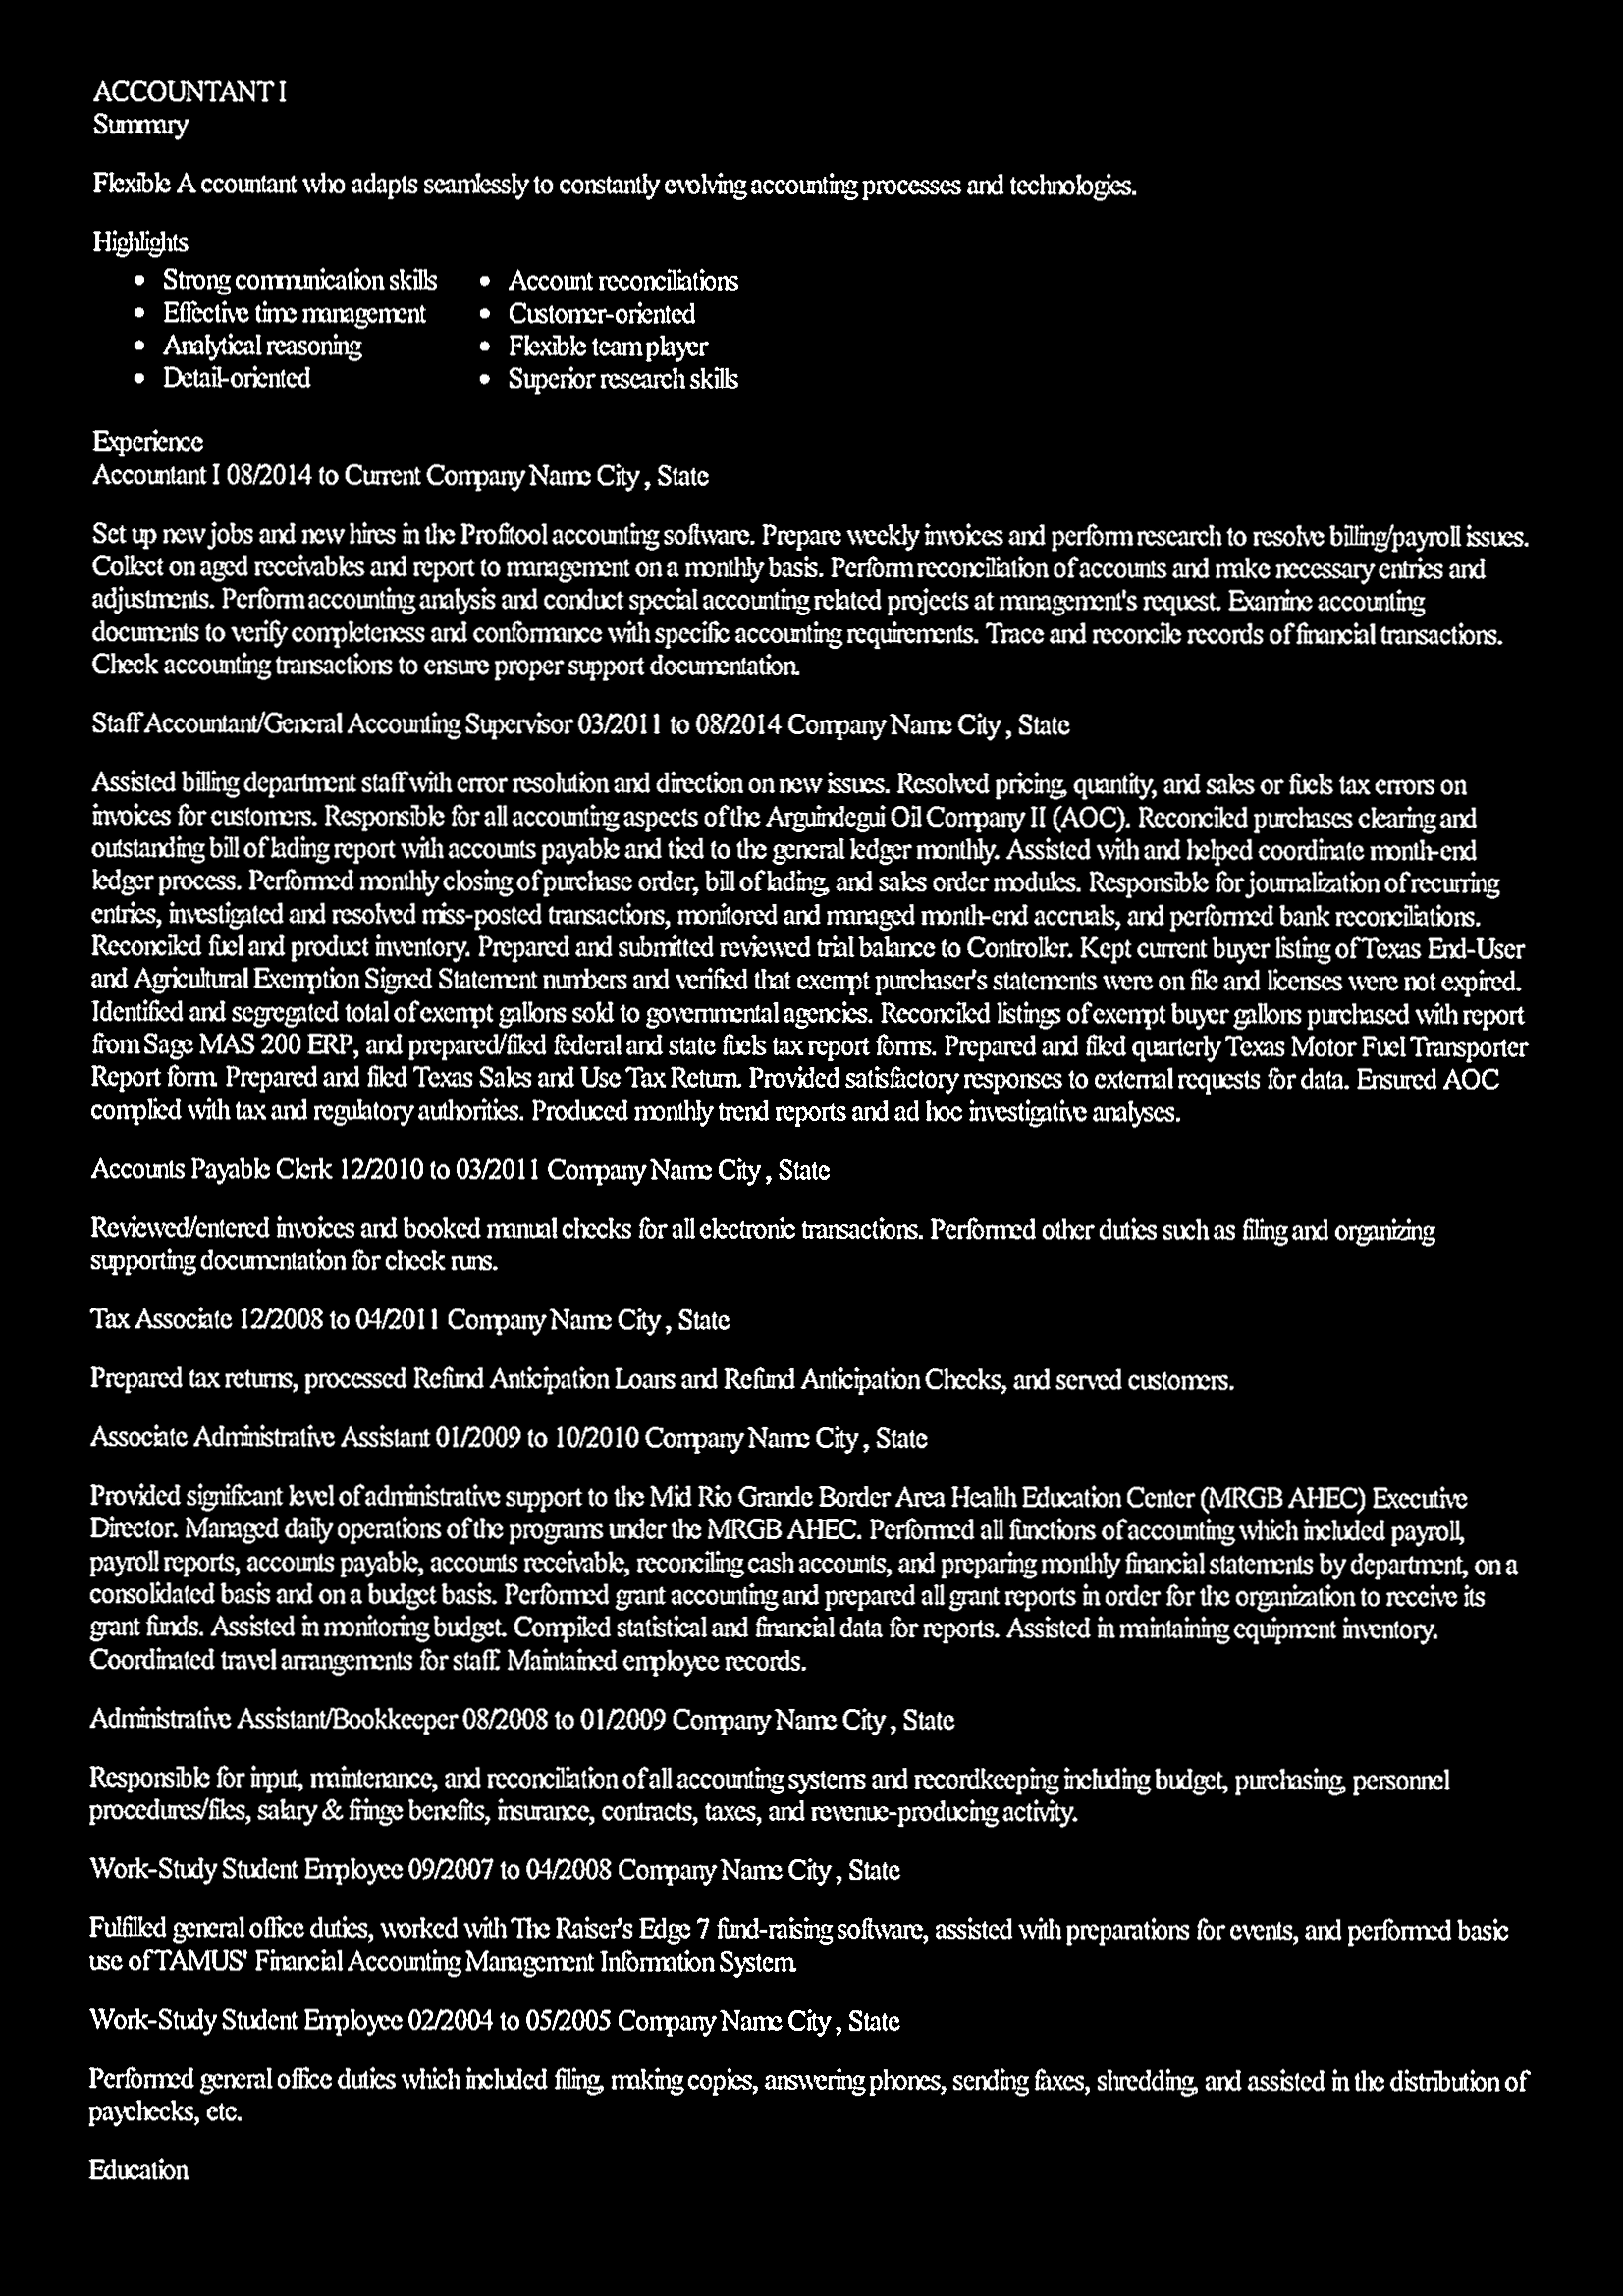 ACCOUNTANT I
Summary
Flexible A ccountant who adapts seamlessly to constantly evolving accounting processes and technologies.
Highlights
• Strong communication skills
• Effective time management
• Analytical reasoning
• Detail-oriented
• Account reconciliations
• Customer-oriented
• Flexible team player
• Superior research skills
Experience
Accountant I 08/2014 to Current Company Name City , State
Set up new jobs and new hires in the Profitool accounting software. Prepare weekly invoices and perform research to resolve billing/payroll issues.
Collect on aged receivables and report to management on a monthly basis. Perform reconciliation of accounts and make necessary entries and
adjustments. Perform accounting analysis and conduct special accounting related projects at management's request. Examine accounting
documents to verify completeness and conformance with specific accounting requirements. Trace and reconcile records of financial transactions.
Check accounting transactions to ensure proper support documentation.
Staff Accountant/General Accounting Supervisor 03/2011 to 08/2014 Company Name City , State
Assisted billing department staff with error resolution and direction on new issues. Resolved pricing, quantity, and sales or fuels tax errors on
invoices for customers. Responsible for all accounting aspects of the Arguindegui Oil Company II (AOC). Reconciled purchases clearing and
outstanding bill of lading report with accounts payable and tied to the general ledger monthly. Assisted with and helped coordinate month-end
ledger process. Performed monthly closing of purchase order, bill of lading, and sales order modules. Responsible for journalization of recurring
entries, investigated and resolved miss-posted transactions, monitored and managed month-end accruals, and performed bank reconciliations.
Reconciled fuel and product inventory. Prepared and submitted reviewed trial balance to Controller. Kept current buyer listing of Texas End-User
and Agricultural Exemption Signed Statement numbers and verified that exempt purchaser's statements were on file and licenses were not expired.
Identified and segregated total of exempt gallons sold to governmental agencies. Reconciled listings of exempt buyer gallons purchased with report
from Sage MAS 200 ERP, and prepared/filed federal and state fuels tax report forms. Prepared and filed quarterly Texas Motor Fuel Transporter
Report form. Prepared and filed Texas Sales and Use Tax Return. Provided satisfactory responses to external requests for data. Ensured AOC
complied with tax and regulatory authorities. Produced monthly trend reports and ad hoc investigative analyses.
Accounts Payable Clerk 12/2010 to 03/2011 Company Name City , State
Reviewed/entered invoices and booked manual checks for all electronic transactions. Performed other duties such as filing and organizing
supporting documentation for check runs.
Tax Associate 12/2008 to 04/2011 Company Name City , State
Prepared tax returns, processed Refund Anticipation Loans and Refund Anticipation Checks, and served customers.
Associate Administrative Assistant 01/2009 to 10/2010 Company Name City , State
Provided significant level of administrative support to the Mid Rio Grande Border Area Health Education Center (MRGB AHEC) Executive
Director. Managed daily operations of the programs under the MRGB AHEC. Performed all functions of accounting which included payroll,
payroll reports, accounts payable, accounts receivable, reconciling cash accounts, and preparing monthly financial statements by department, on a
consolidated basis and on a budget basis. Performed grant accounting and prepared all grant reports in order for the organization to receive its
grant funds. Assisted in monitoring budget. Compiled statistical and financial data for reports. Assisted in maintaining equipment inventory.
Coordinated travel arrangements for staff. Maintained employee records.
Administrative Assistant/Bookkeeper 08/2008 to 01/2009 Company Name City , State
Responsible for input, maintenance, and reconciliation of all accounting systems and recordkeeping including budget, purchasing, personnel
procedures/files, salary & fringe benefits, insurance, contracts, taxes, and revenue-producing activity.
Work-Study Student Employee 09/2007 to 04/2008 Company Name City , State
Fulfilled general office duties, worked with The Raiser's Edge 7 fund-raising software, assisted with preparations for events, and performed basic
use of TAMUS' Financial Accounting Management Information System.
Work-Study Student Employee 02/2004 to 05/2005 Company Name City , State
Performed general office duties which included filing, making copies, answering phones, sending faxes, shredding, and assisted in the distribution of
paychecks, etc.
Education